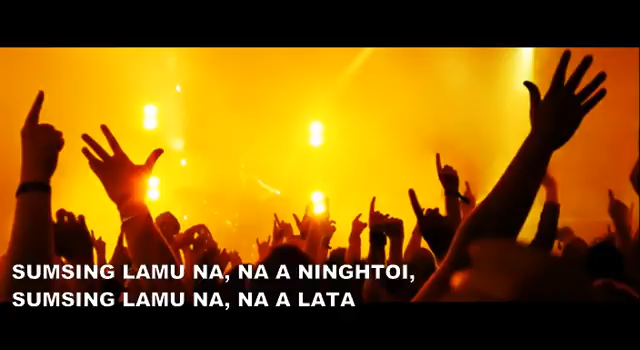 SUMSING LAMU NA, NA A NINGHTOI,
SUMSING LAMU NA, NA A LATA